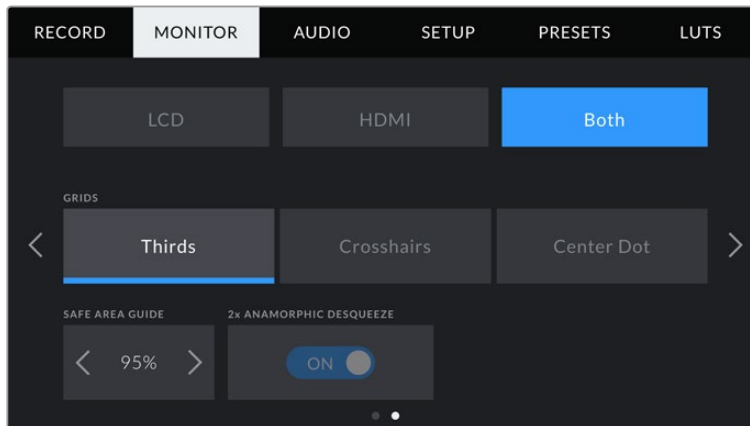 RECORD MONITOR AUDIO SETUP PRESETS LUTS
LCD HDMI Both
GRIDS
Thirds Crosshairs Center Dot
SAFE AREA GUIDE 2x ANAMORPHIC DESQUEEZE
95% ON